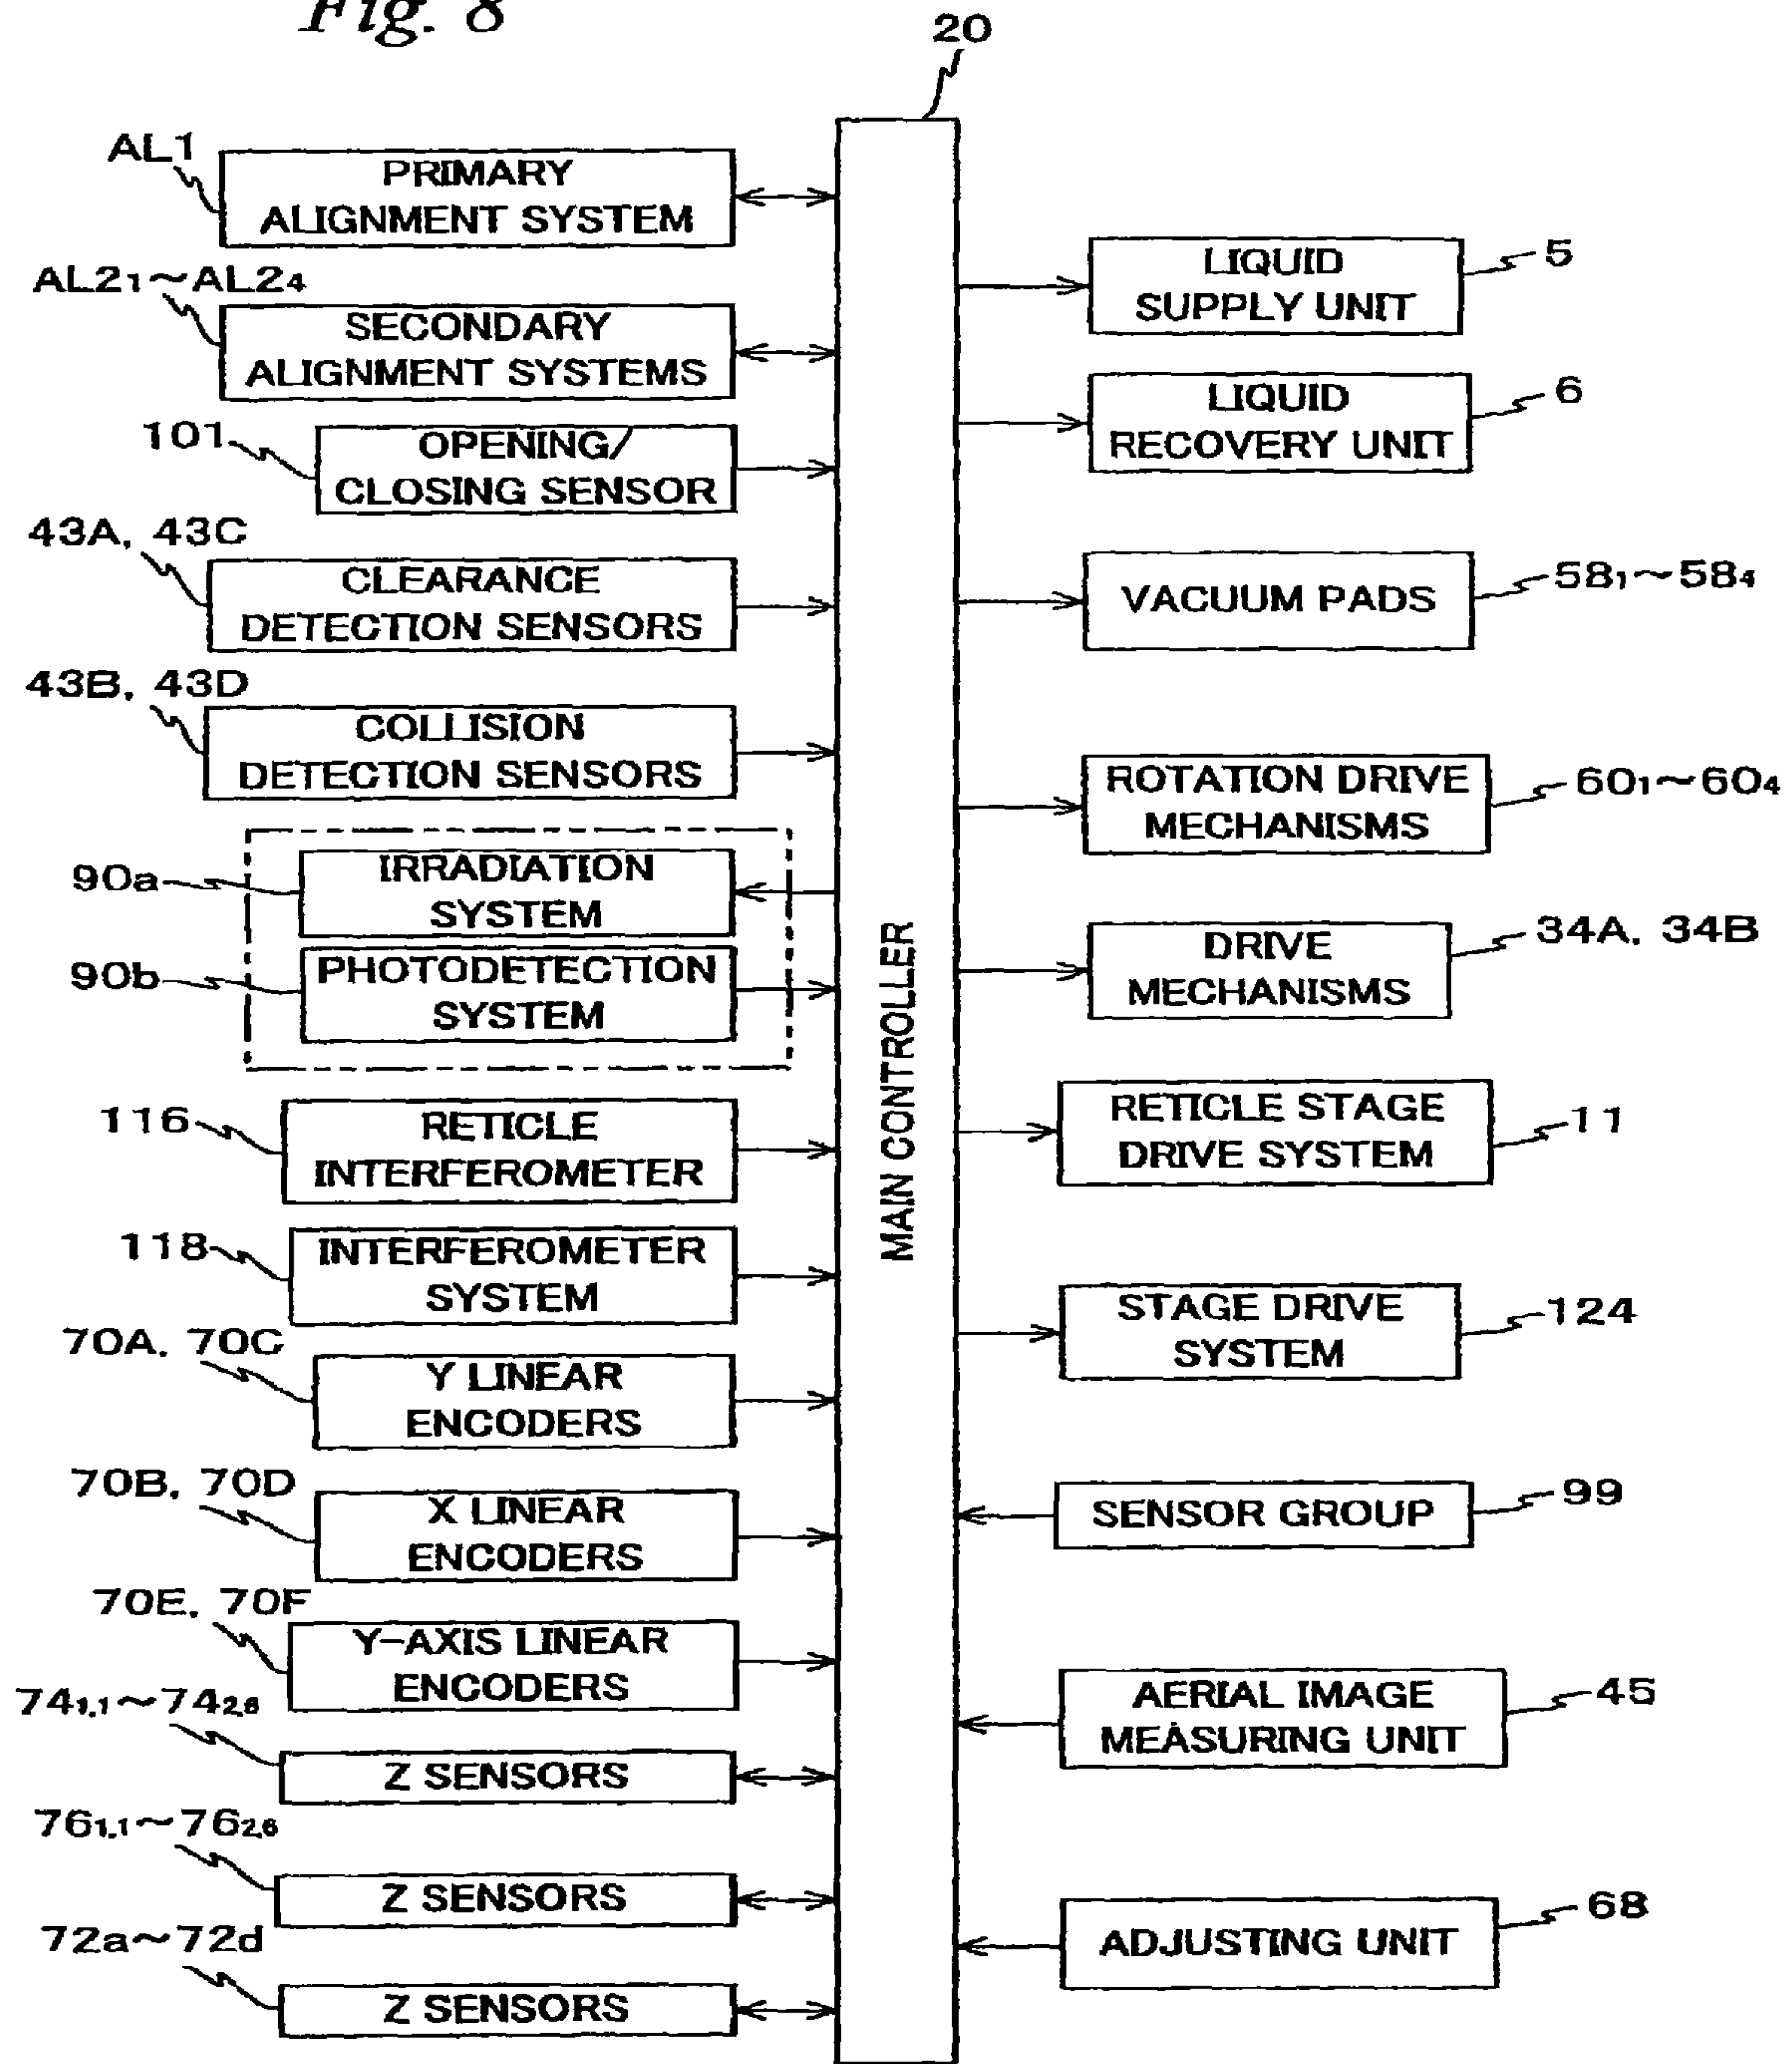 Fig. 8
20
AL1
PRIMARY
ALIGNMENT SYSTEM
AL2₁~AL2₄
SECONDARY
ALIGNMENT SYSTEMS
101
OPENING/
CLOSING SENSOR
43A, 43C
CLEARANCE
DETECTION SENSORS
43B, 43D
COLLISION
DETECTION SENSORS
90a
IRRADIATION
SYSTEM
90b
PHOTODETECTION
SYSTEM
116
RETICLE
INTERFEROMETER
118
INTERFEROMETER
SYSTEM
70A, 70C
Y LINEAR
ENCODERS
70B, 70D
X LINEAR
ENCODERS
70E, 70F
Y-AXIS LINEAR
ENCODERS
74₁,₁~74₂,₆
Z SENSORS
76₁,₁~76₂,₆
Z SENSORS
72a~72d
Z SENSORS
MAIN CONTROLLER
LIQUID
SUPPLY UNIT
5
LIQUID
RECOVERY UNIT
6
VACUUM PADS
58₁~58₄
ROTATION DRIVE
MECHANISMS
60₁~60₄
DRIVE
MECHANISMS
34A, 34B
RETICLE STAGE
DRIVE SYSTEM
11
STAGE DRIVE
SYSTEM
124
SENSOR GROUP
99
AERIAL IMAGE
MEASURING UNIT
45
ADJUSTING UNIT
68